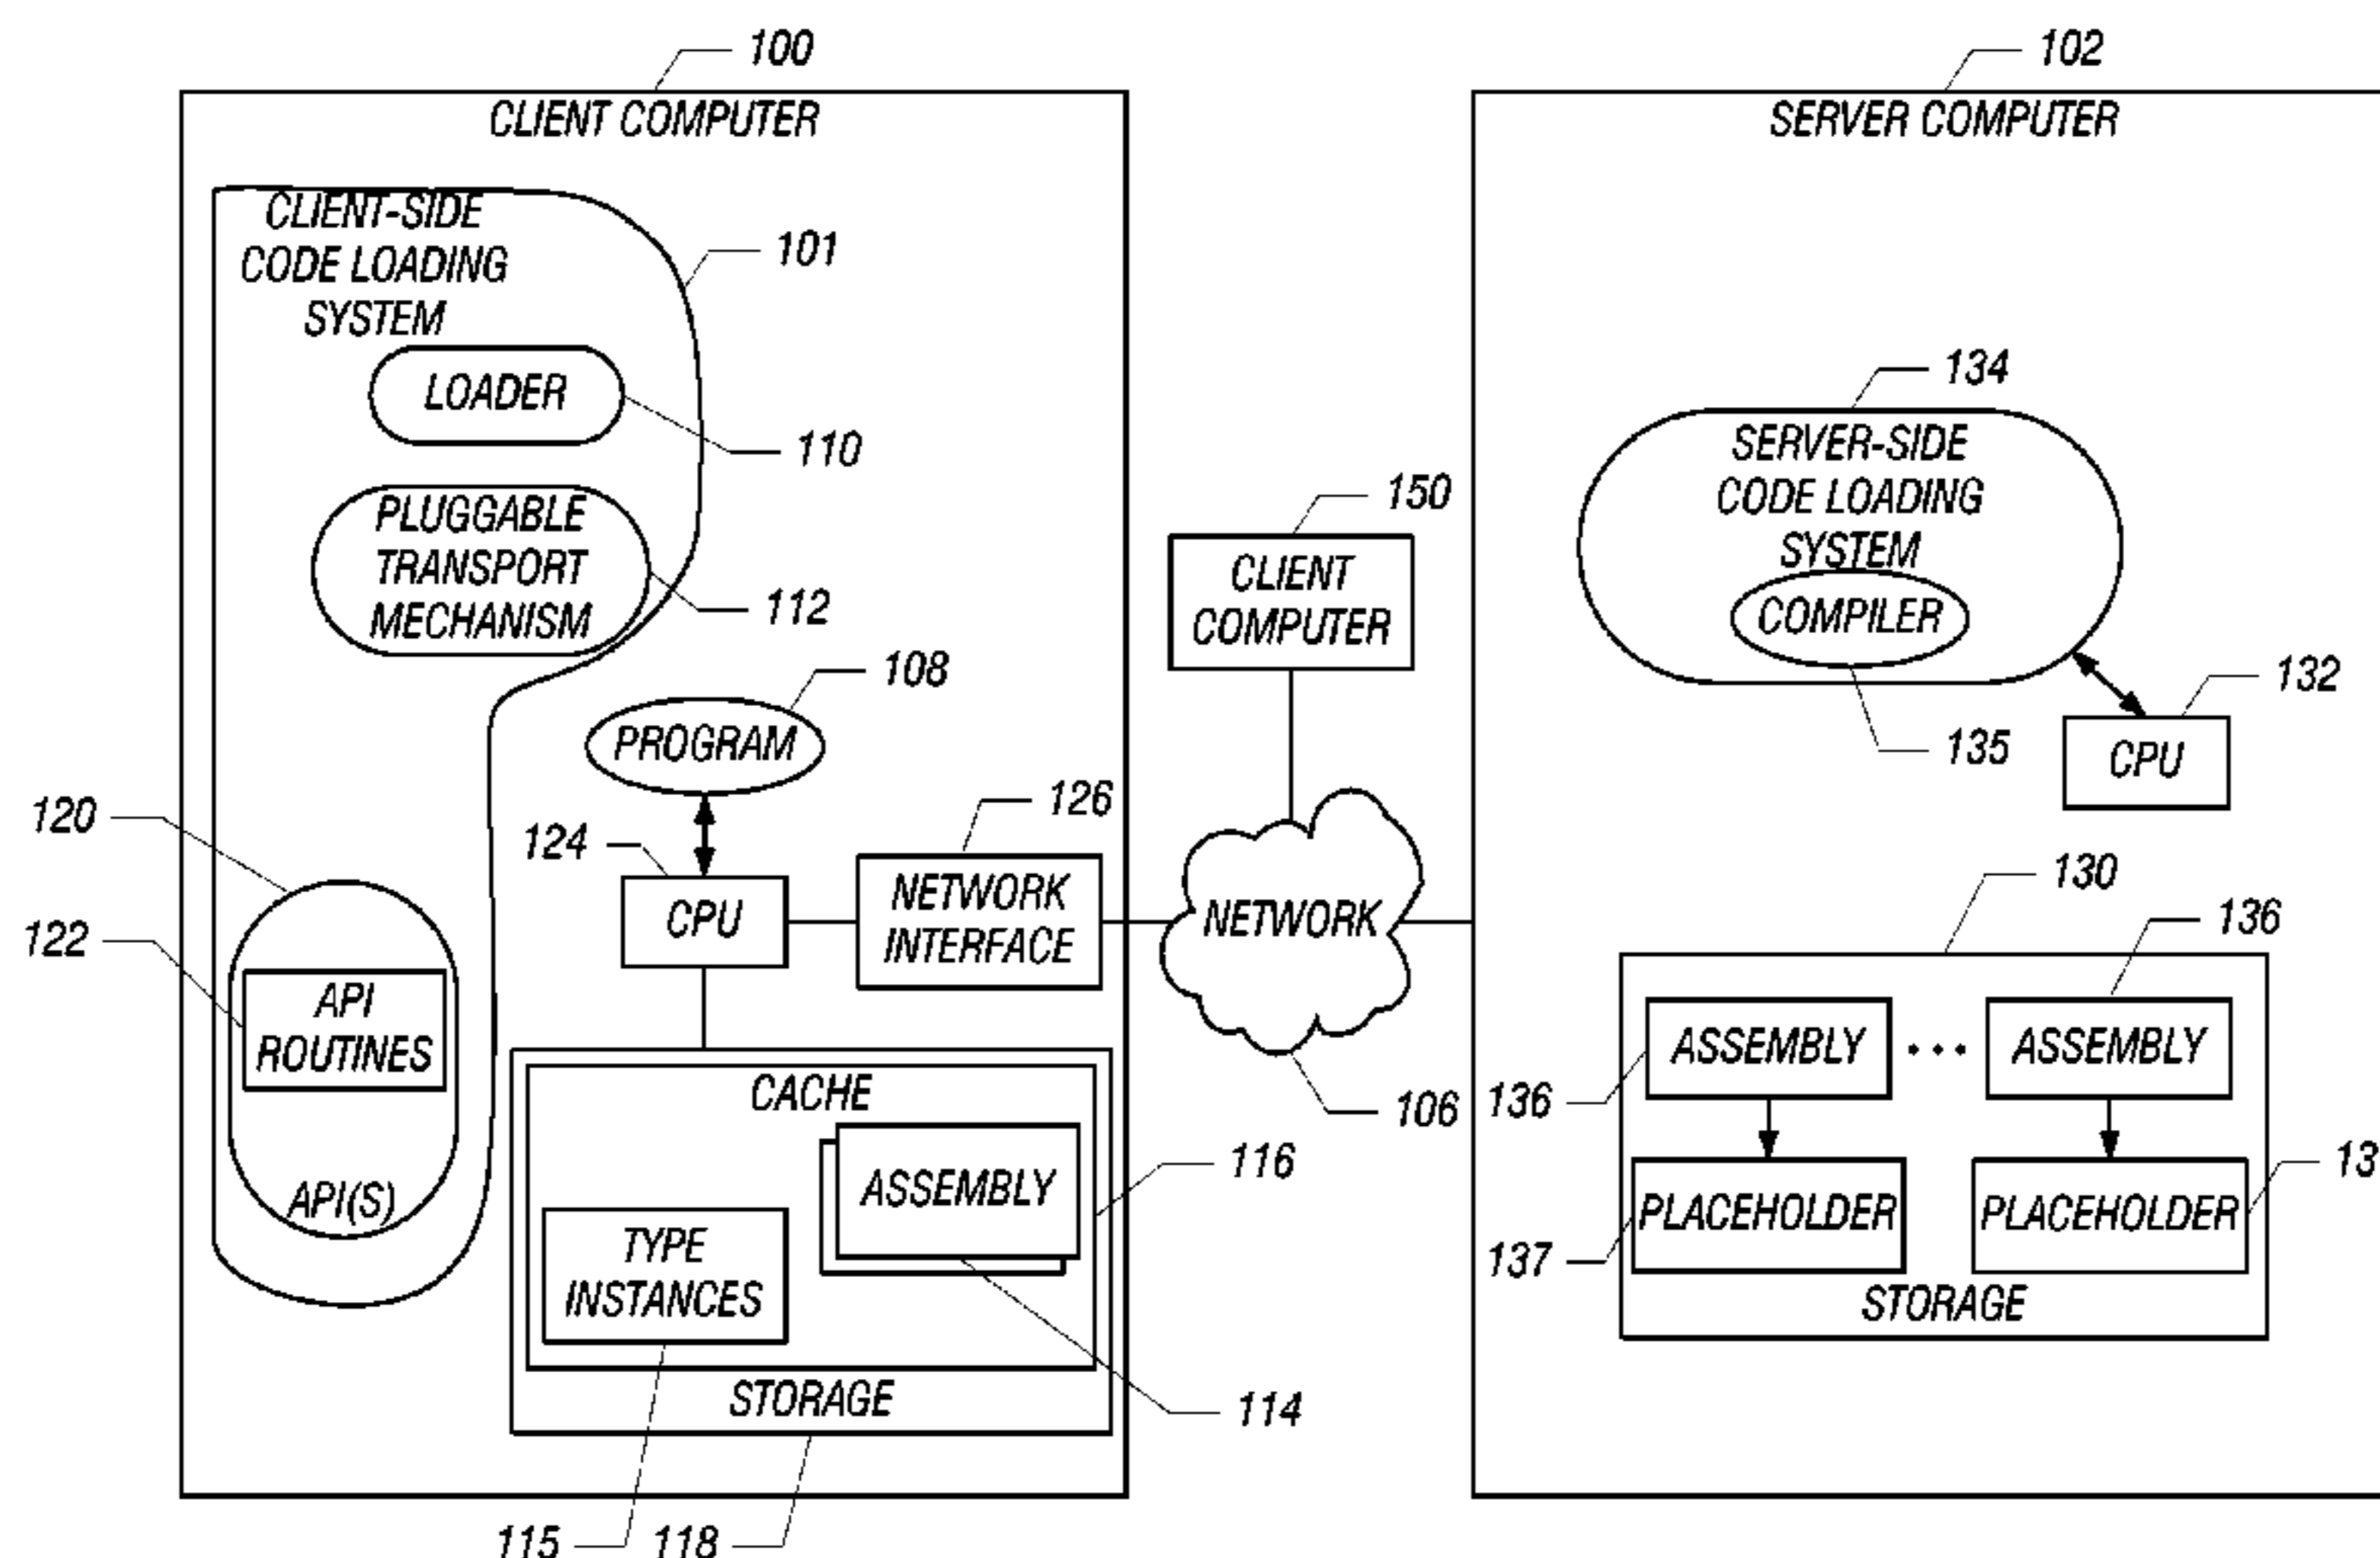 100
CLIENT COMPUTER
CLIENT-SIDE
CODE LOADING
SYSTEM
101
LOADER
110
PLUGGABLE
TRANSPORT
MECHANISM
112
108
PROGRAM
120
122
API
ROUTINES
API(S)
124
CPU
126
NETWORK
INTERFACE
CACHE
ASSEMBLY
116
TYPE
INSTANCES
STORAGE
114
115
118
150
CLIENT
COMPUTER
NETWORK
106
102
SERVER COMPUTER
134
SERVER-SIDE
CODE LOADING
SYSTEM
COMPILER
135
132
CPU
130
136
ASSEMBLY
...
ASSEMBLY
136
PLACEHOLDER
137
PLACEHOLDER
13
STORAGE